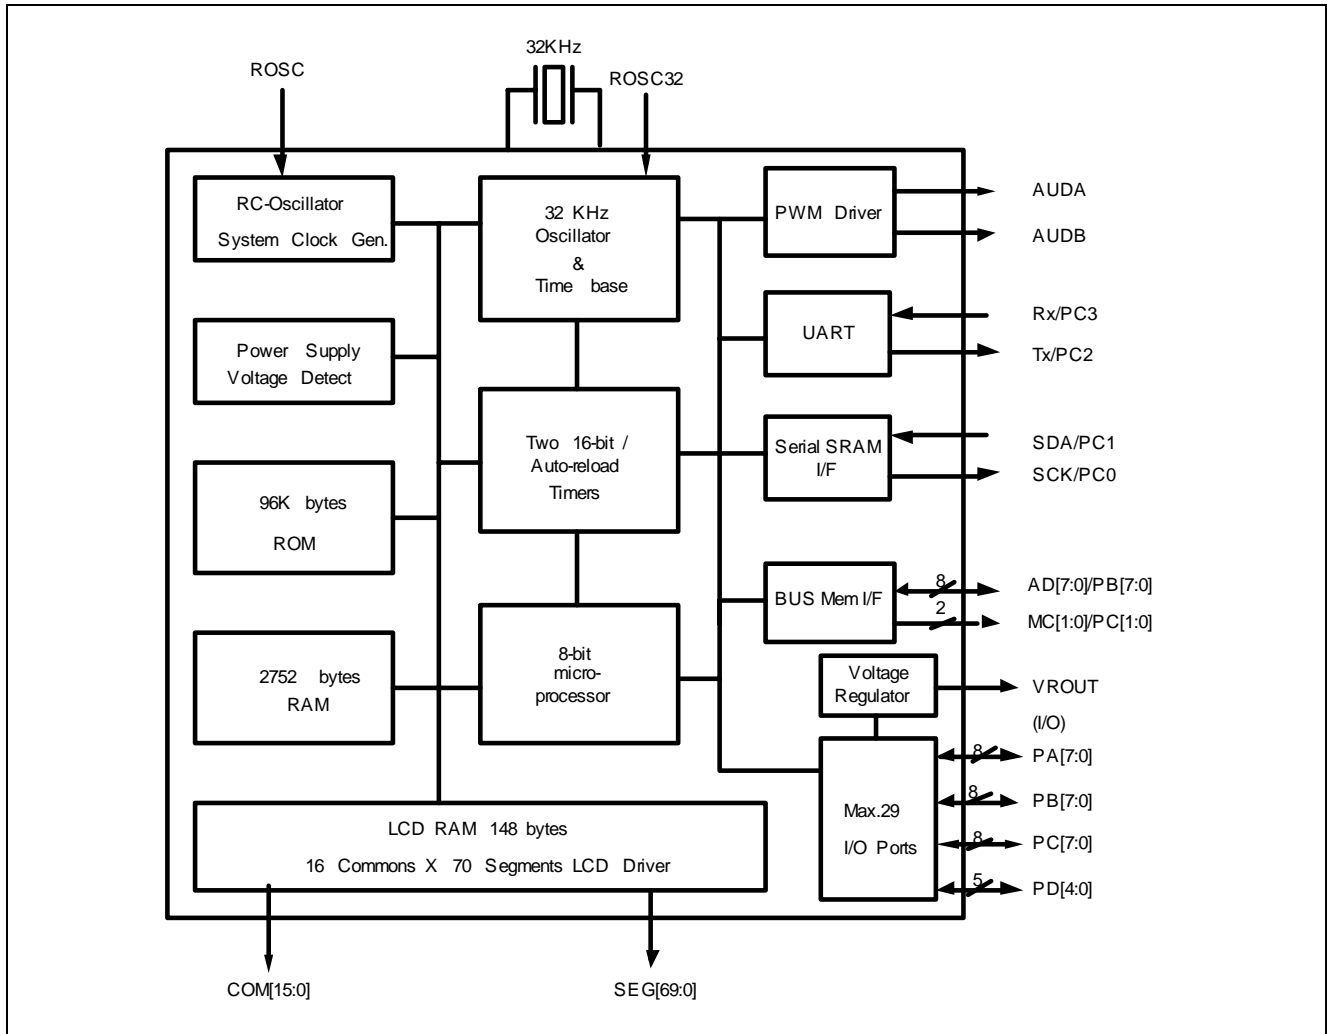 32KHz
ROSC
ROSC32
RC-Oscillator
System Clock Gen.
32 KHz
Oscillator
&
Time base
PWM Driver
AUDA
AUDB
Power Supply
Voltage Detect
UART
Rx/PC3
Tx/PC2
Two 16-bit /
Auto-reload
Timers
Serial SRAM
I/F
SDA/PC1
SCK/PC0
96K bytes
ROM
BUS Mem I/F
8
AD[7:0]/PB[7:0]
2
MC[1:0]/PC[1:0]
2752 bytes
RAM
8-bit
micro-
processor
Voltage
Regulator
VROUT
(I/O)
Max.29
I/O Ports
8
PA[7:0]
8
PB[7:0]
8
PC[7:0]
5
PD[4:0]
LCD RAM 148 bytes
16 Commons X 70 Segments LCD Driver
COM[15:0]
SEG[69:0]